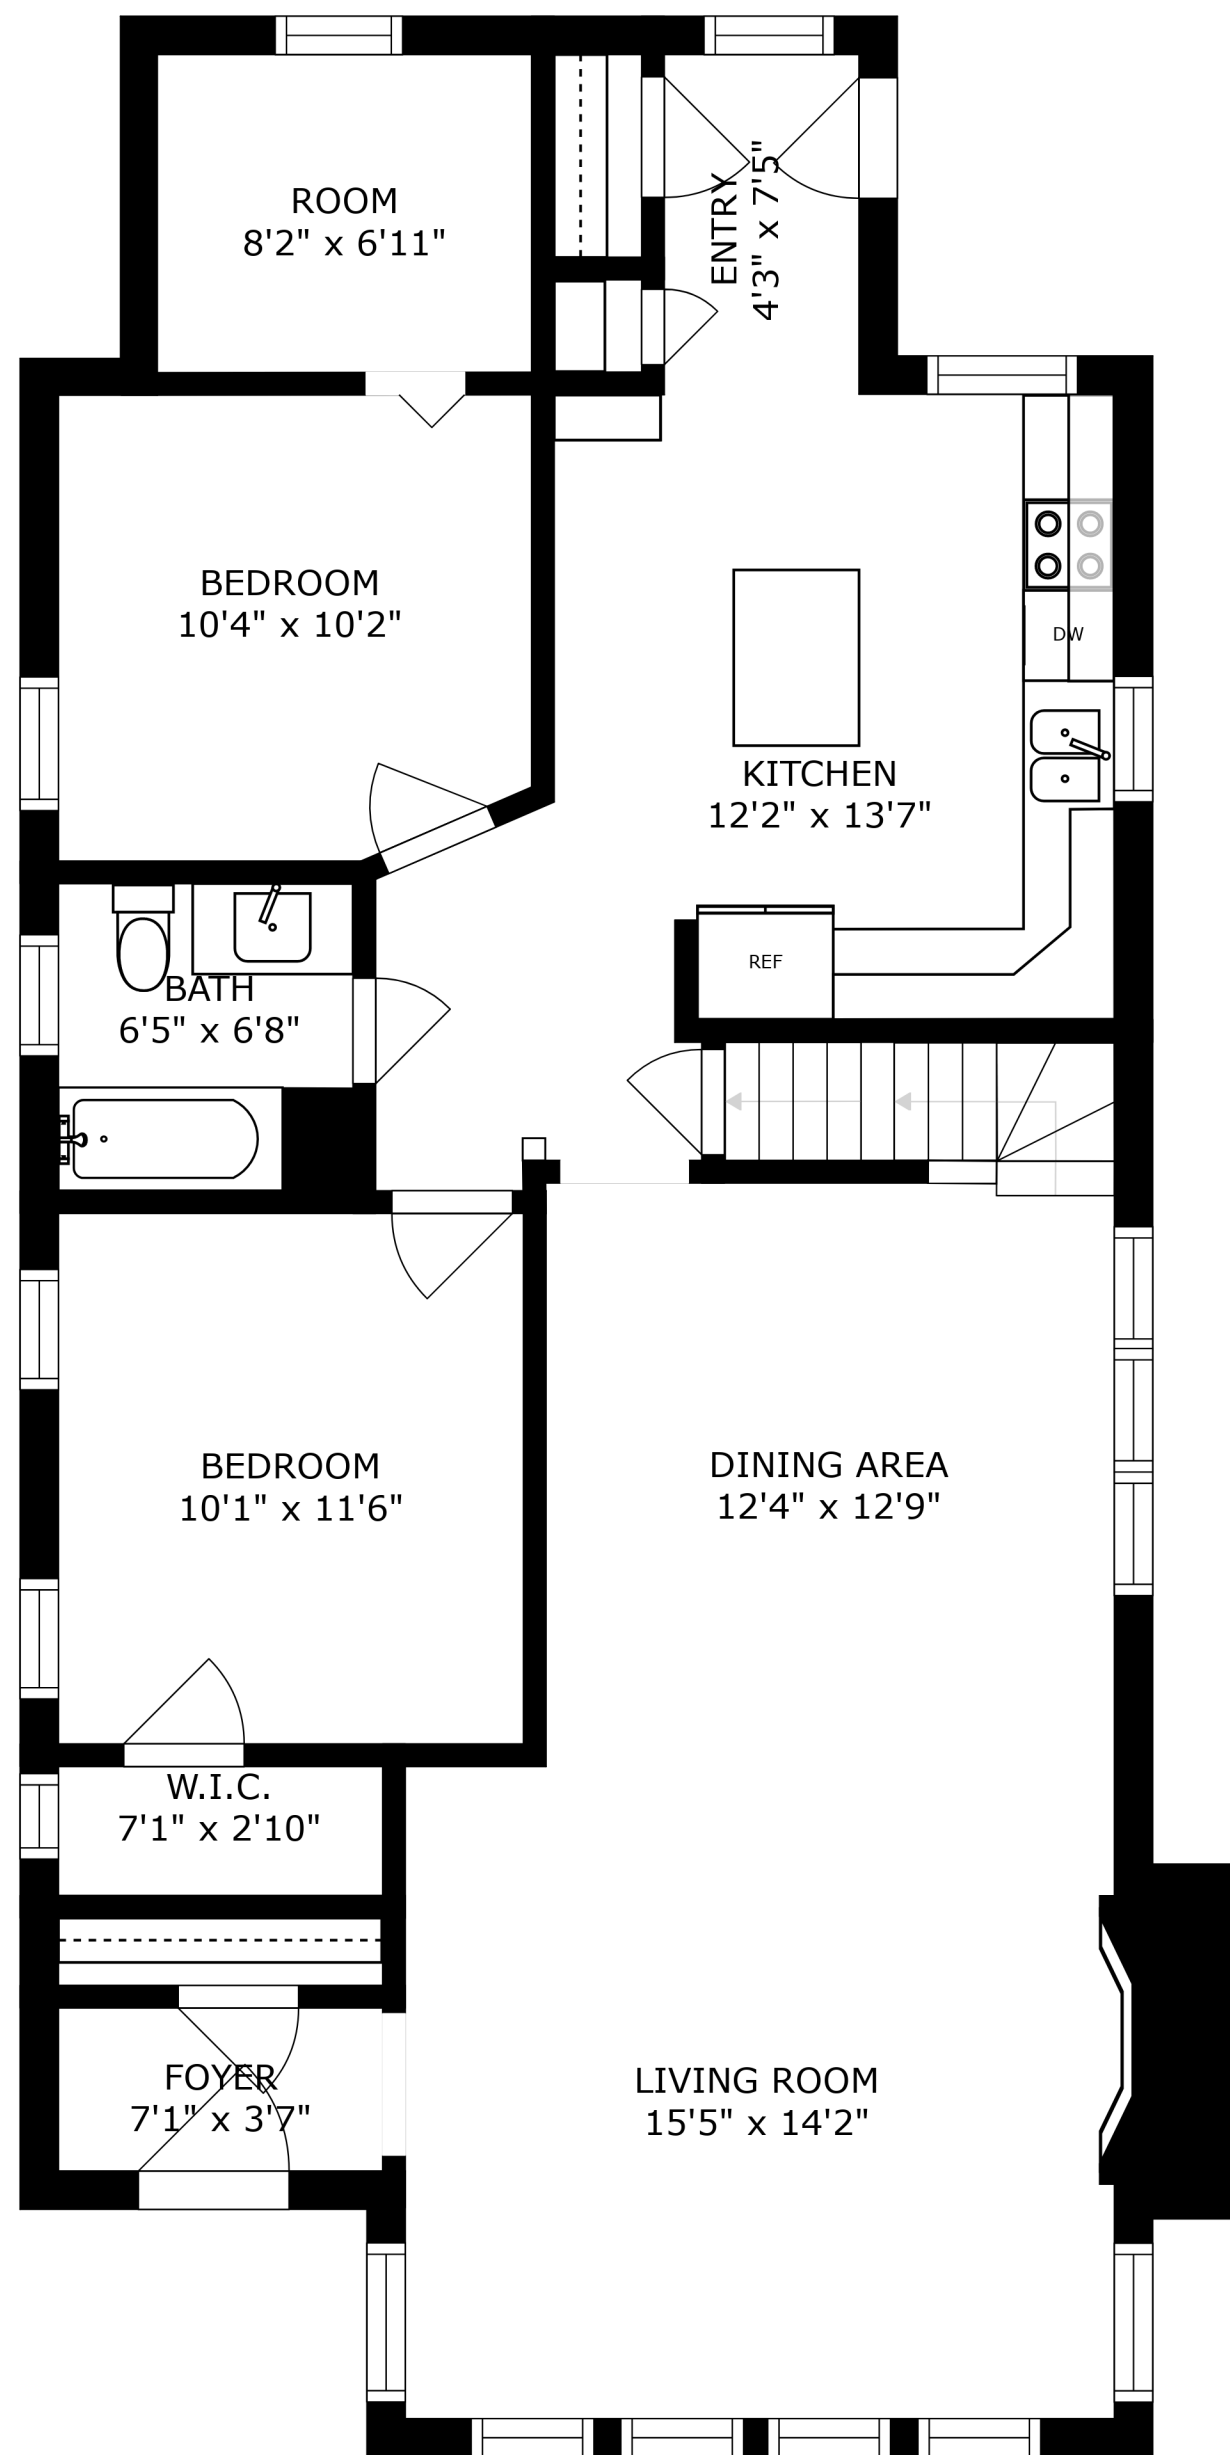 ROOM
8'2" x 6'11"
ENTRY
4'3" x 7'5"
BEDROOM
10'4" x 10'2"
DW
KITCHEN
12'2" x 13'7"
REF
BATH
6'5" x 6'8"
BEDROOM
10'1" x 11'6"
DINING AREA
12'4" x 12'9"
W.I.C.
7'1" x 2'10"
FOYER
7'1" x 3'7"
LIVING ROOM
15'5" x 14'2"